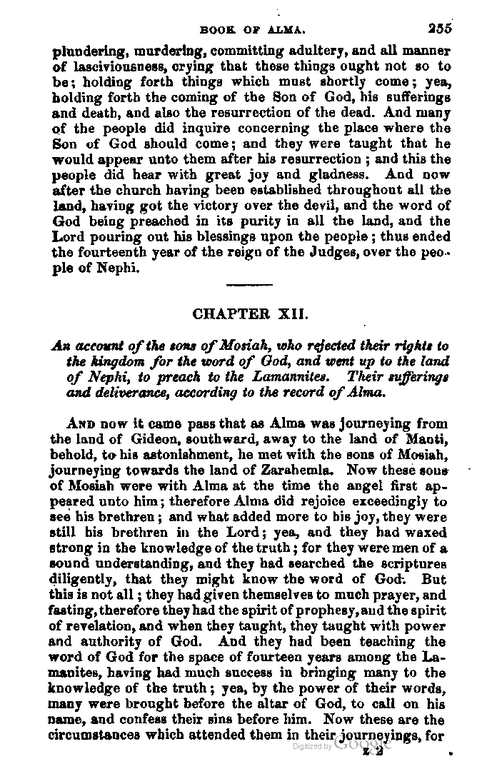 BOOK OF ALMA. 255
plundering, murdering, committing adultery, and all manner
of lasciviousness, crying that these things ought not so to
be; holding forth things which must shortly come; yea,
holding forth the coming of the Son of God, his sufferings
and death, and also the resurrection of the dead. And many
of the people did inquire concerning the place where the
Son of God should come; and they were taught that he
would appear unto them after his resurrection; and this the
people did hear with great joy and gladness. And now
after the church having been established throughout all the
land, having got the victory over the devil, and the word of
God being preached in its purity in all the land, and the
Lord pouring out his blessings upon the people; thus ended
the fourteenth year of the reign of the Judges, over the peo-
ple of Nephi.
CHAPTER XII.
An account of the sons of Mosiah, who rejected their rights to
the kingdom for the word of God, and went up to the land
of Nephi, to preach to the Lamannites. Their sufferings
and deliverance, according to the record of Alma.
AND now it came pass that as Alma was journeying from
the land of Gideon, southward, away to the land of Manti,
behold, to his astonishment, he met with the sons of Mosiah,
journeying towards the land of Zarahemla. Now these sons
of Mosiah were with Alma at the time the angel first ap-
peared unto him; therefore Alma did rejoice exceedingly to
see his brethren; and what added more to his joy, they were
still his brethren in the Lord; yea, and they had waxed
strong in the knowledge of the truth; for they were men of a
sound understanding, and they had searched the scriptures
diligently, that they might know the word of God. But
this is not all; they had given themselves to much prayer, and
fasting, therefore they had the spirit of prophesy, and the spirit
of revelation, and when they taught, they taught with power
and authority of God. And they had been teaching the
word of God for the space of fourteen years among the La-
manites, having had much success in bringing many to the
knowledge of the truth; yea, by the power of their words,
many were brought before the altar of God, to call on his
name, and confess their sins before him. Now these are the
circumstances which attended them in their journeyings, for
Z 2
Digitized by Google